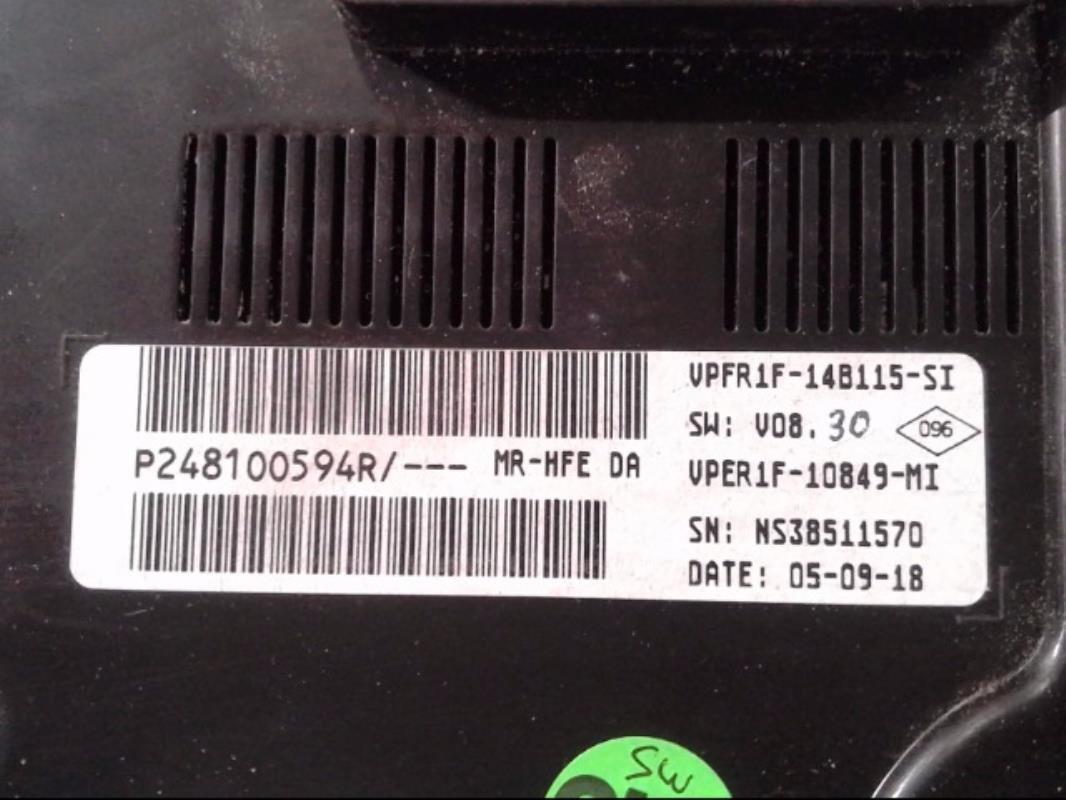 VPFR1F-14B115-SI
SW: V08.30
096
P248100594R/--- MR-HFE DA
VPER1F-10849-MI
SN: NS38511570
DATE: 05-09-18
SW